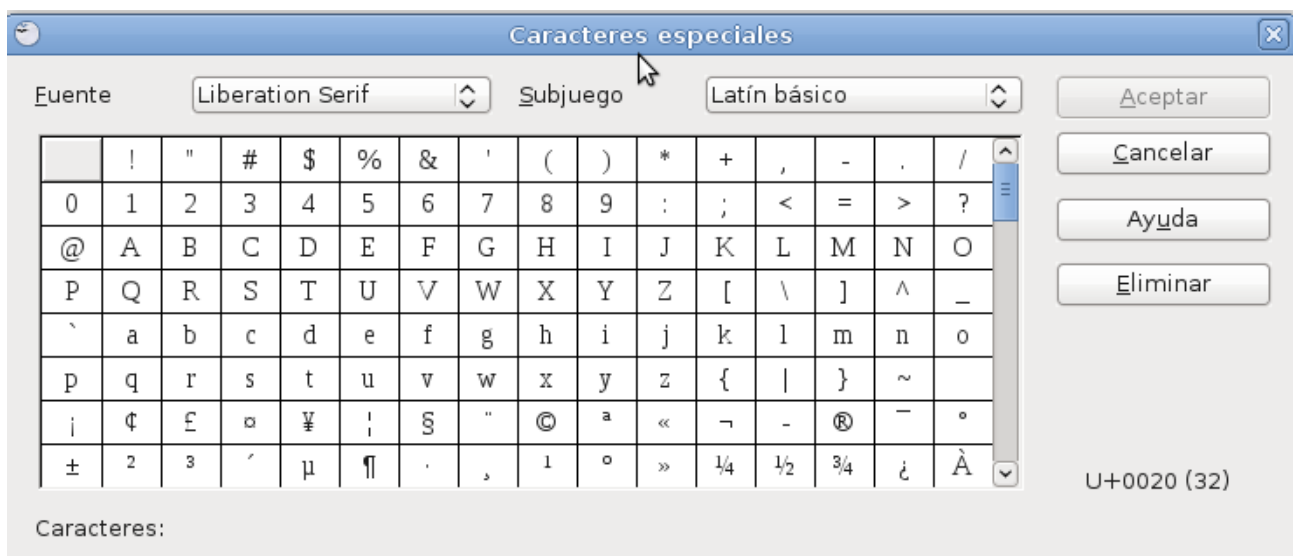 Caracteres especiales
Fuente Liberation Serif Subjuego Latín básico Aceptar
! " # $ % & ' ( ) * + , - . / Cancelar
0 1 2 3 4 5 6 7 8 9 : ; < = > ? Ayuda
@ A B C D E F G H I J K L M N O
P Q R S T U V W X Y Z [ \ ] ^ _ Eliminar
` a b c d e f g h i j k l m n o
p q r s t u v w x y z { | } ~
¡ ¢ £ ¤ ¥ ¦ § ¨ © ª « ¬ - ® ¯ °
± ² ³ ´ µ ¶ · ¸ ¹ º » ¼ ½ ¾ ¿ À
U+0020 (32)
Caracteres: